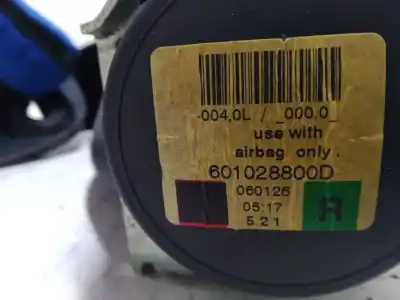 -004,0L / _000,0_
use with
airbag only.
601028800D
060126
05:17
5.2 1
R